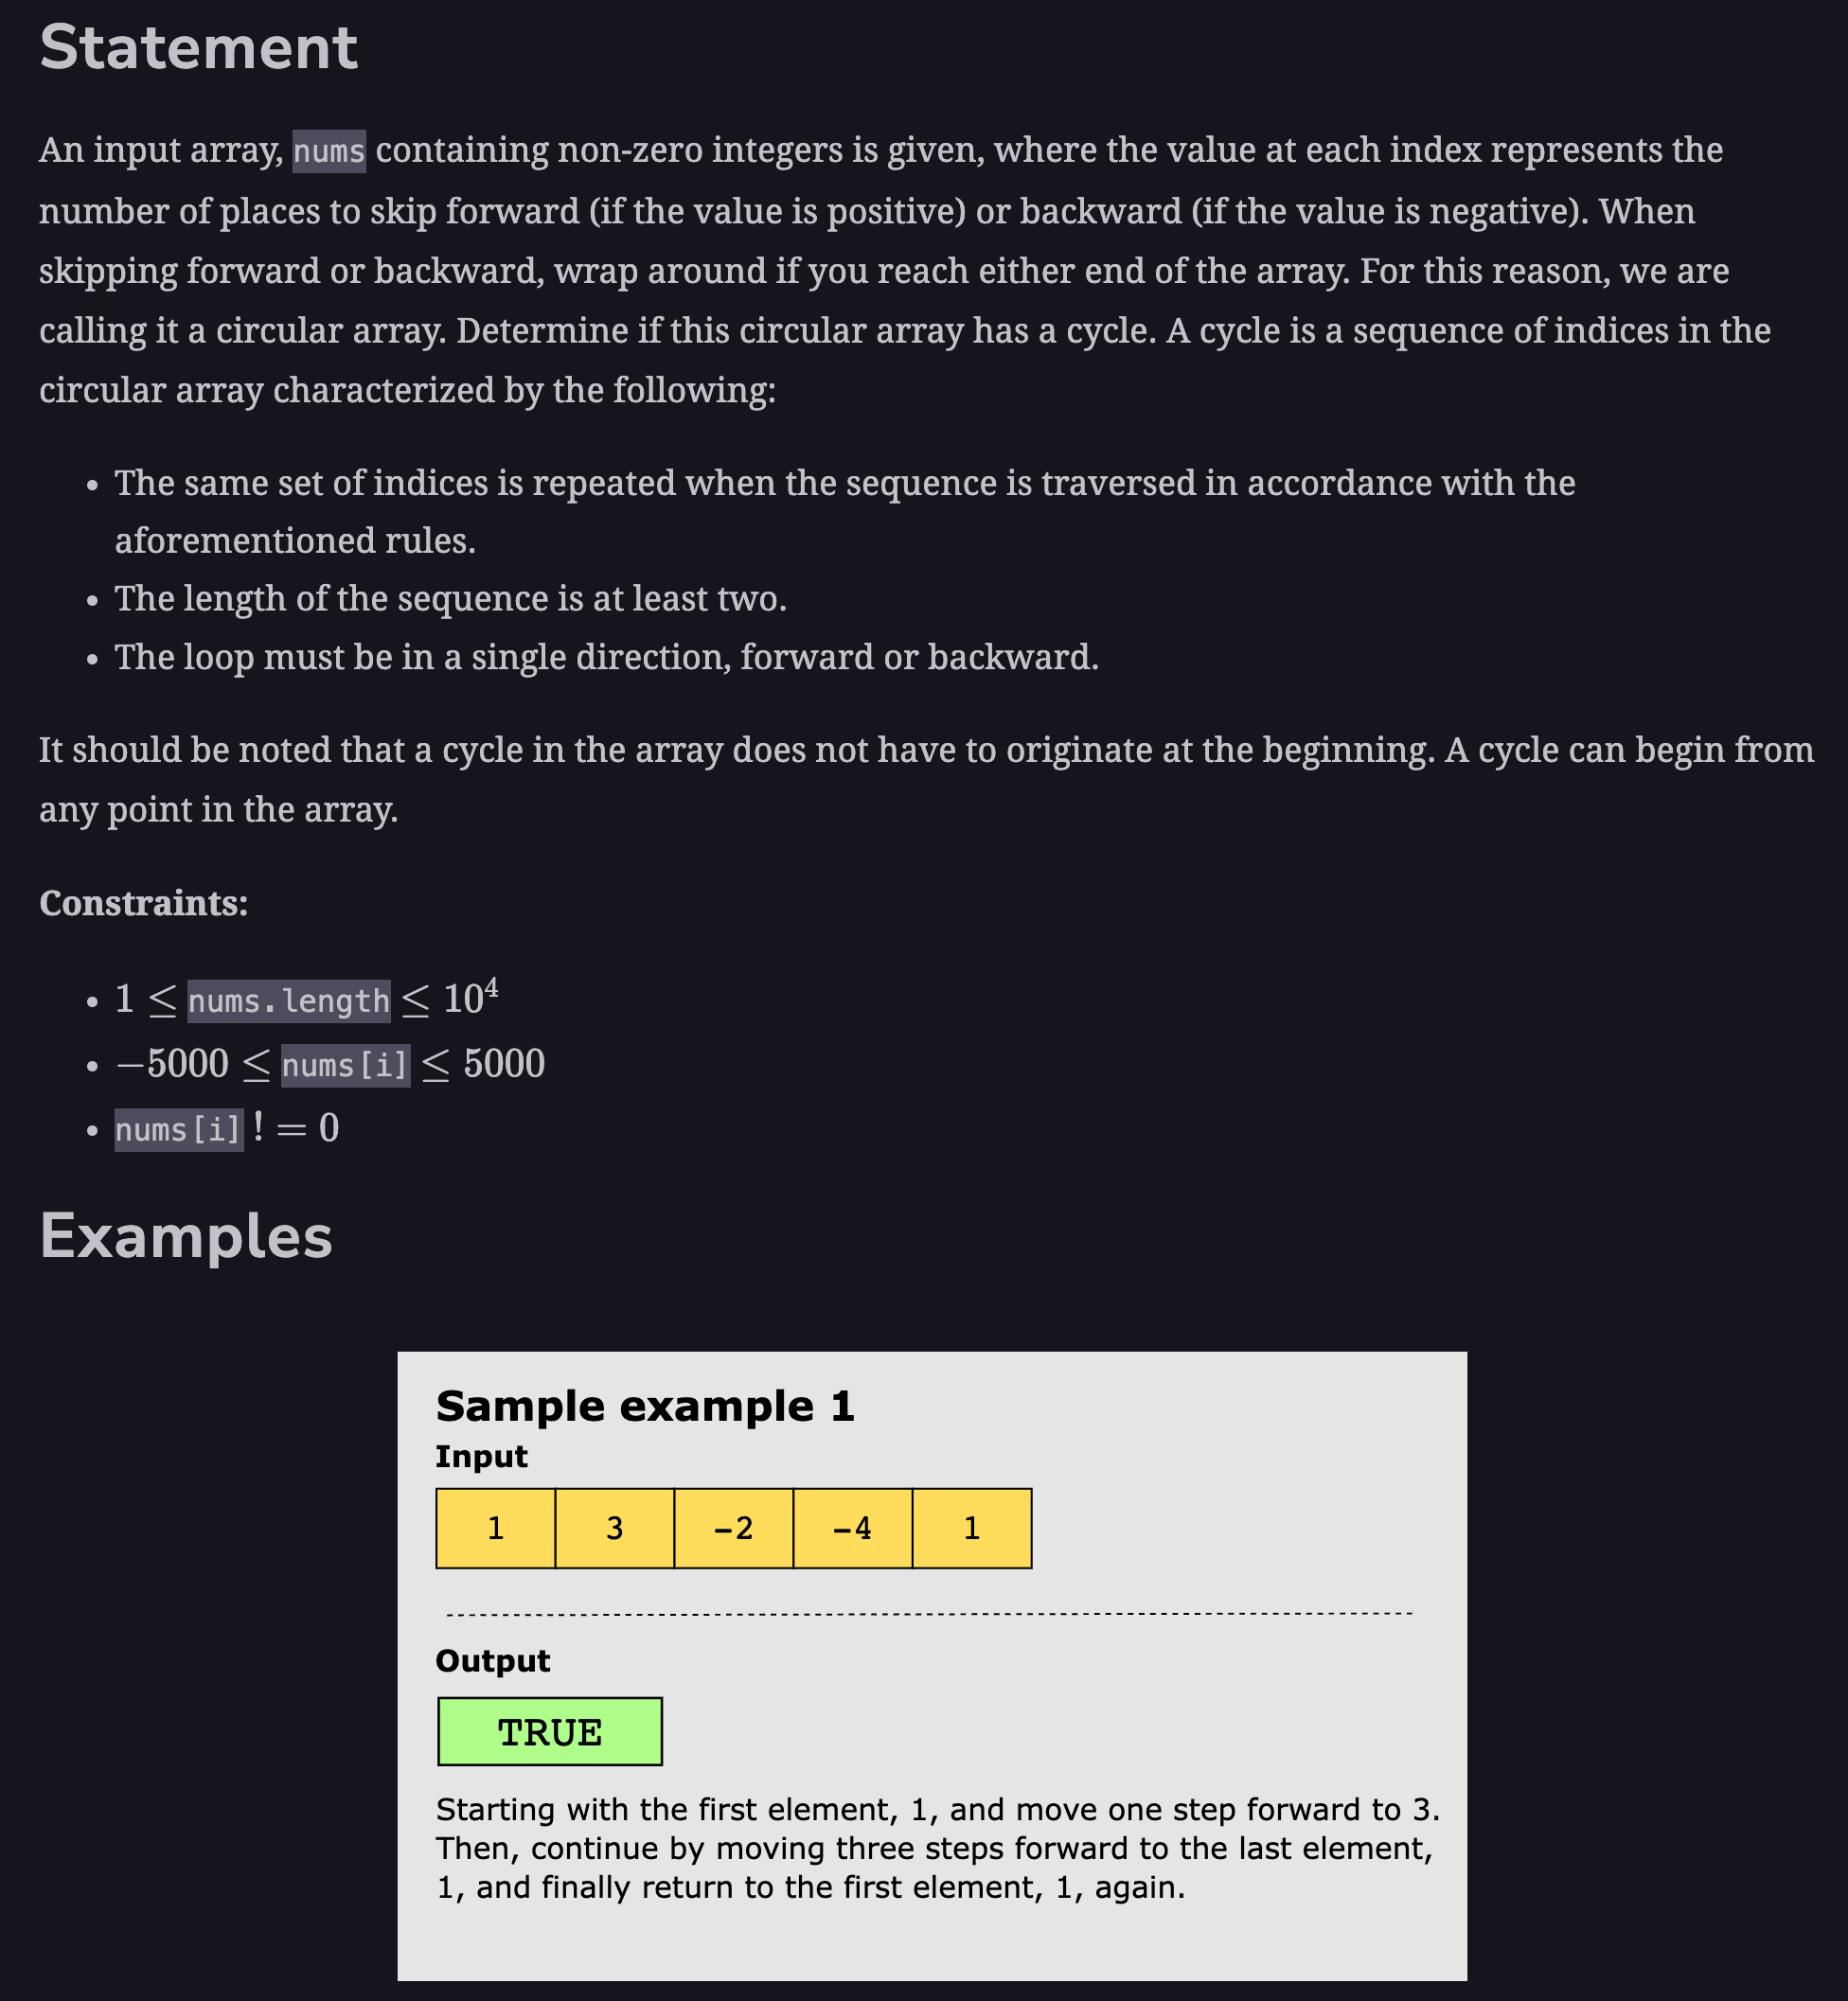 Statement
An input array, nums containing non-zero integers is given, where the value at each index represents the
number of places to skip forward (if the value is positive) or backward (if the value is negative). When
skipping forward or backward, wrap around if you reach either end of the array. For this reason, we are
calling it a circular array. Determine if this circular array has a cycle. A cycle is a sequence of indices in the
circular array characterized by the following:
• The same set of indices is repeated when the sequence is traversed in accordance with the
aforementioned rules.
• The length of the sequence is at least two.
• The loop must be in a single direction, forward or backward.
It should be noted that a cycle in the array does not have to originate at the beginning. A cycle can begin from
any point in the array.
Constraints:
• 1 ≤ nums.length ≤ 10⁴
• −5000 ≤ nums[i] ≤ 5000
• nums[i] != 0
Examples
Sample example 1
Input
1 3 -2 -4 1
Output
TRUE
Starting with the first element, 1, and move one step forward to 3.
Then, continue by moving three steps forward to the last element,
1, and finally return to the first element, 1, again.